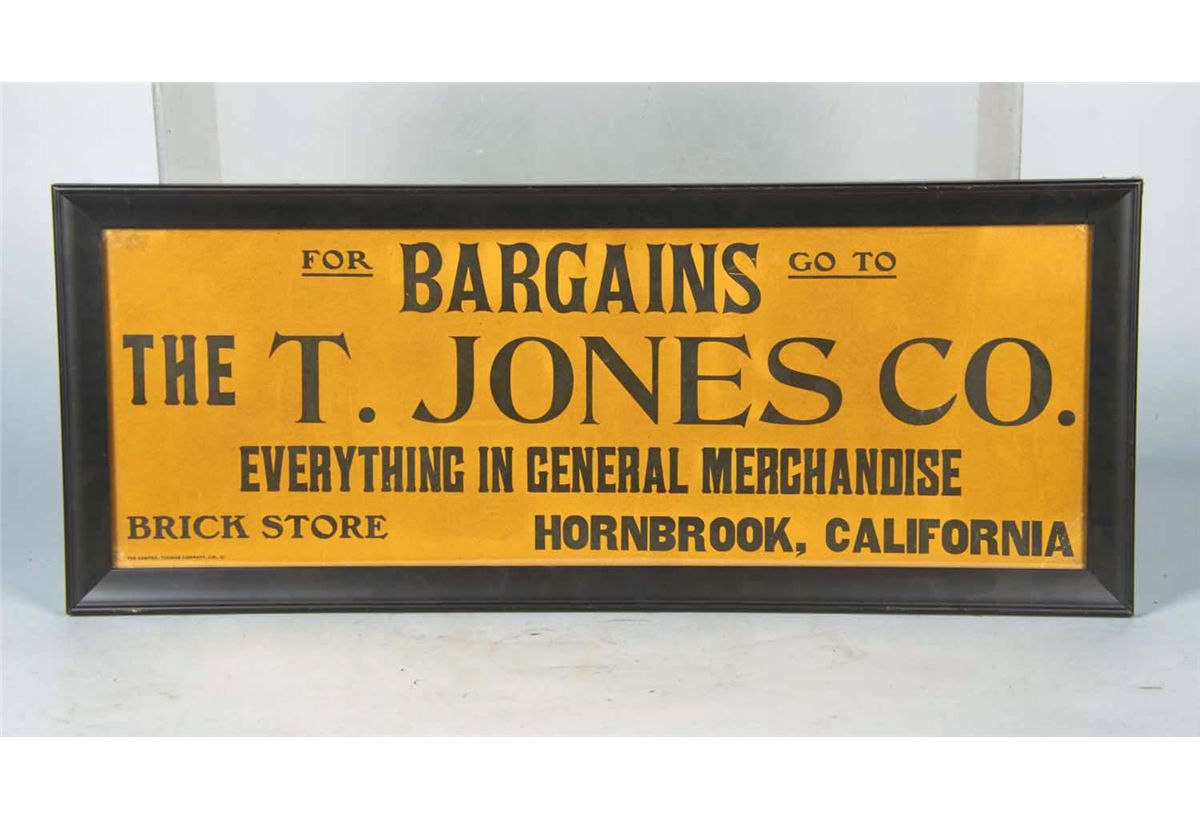 FOR BARGAINS GO TO
THE T. JONES CO.
EVERYTHING IN GENERAL MERCHANDISE
BRICK STORE HORNBROOK, CALIFORNIA